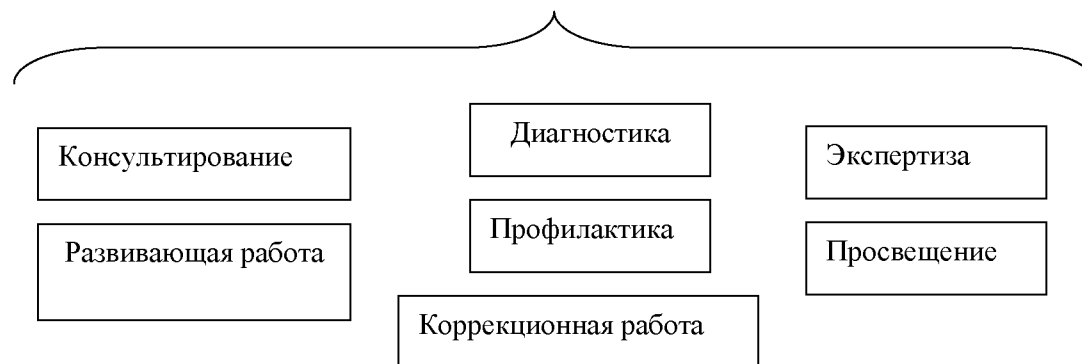 Консультирование
Диагностика
Экспертиза
Развивающая работа
Профилактика
Просвещение
Коррекционная работа